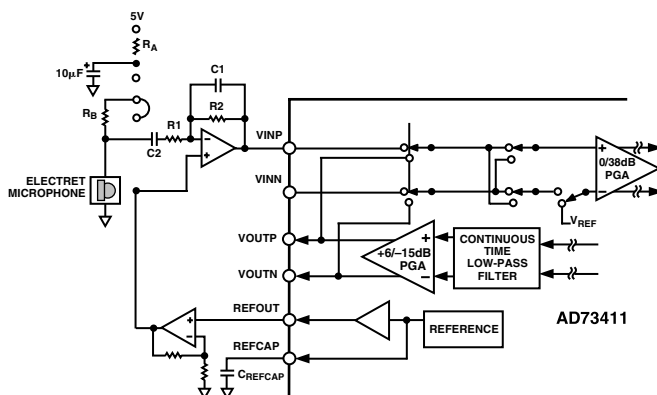 5V
RA
10μF
C1
RB
R1
R2
C2
VINP
–
+
+
0/38dB
PGA
–
VINN
ELECTRET
MICROPHONE
VREF
VOUTP
+
+6/–15dB
PGA
–
CONTINUOUS
TIME
LOW-PASS
FILTER
VOUTN
REFOUT
+
–
REFERENCE
AD73411
REFCAP
CREFCAP
+